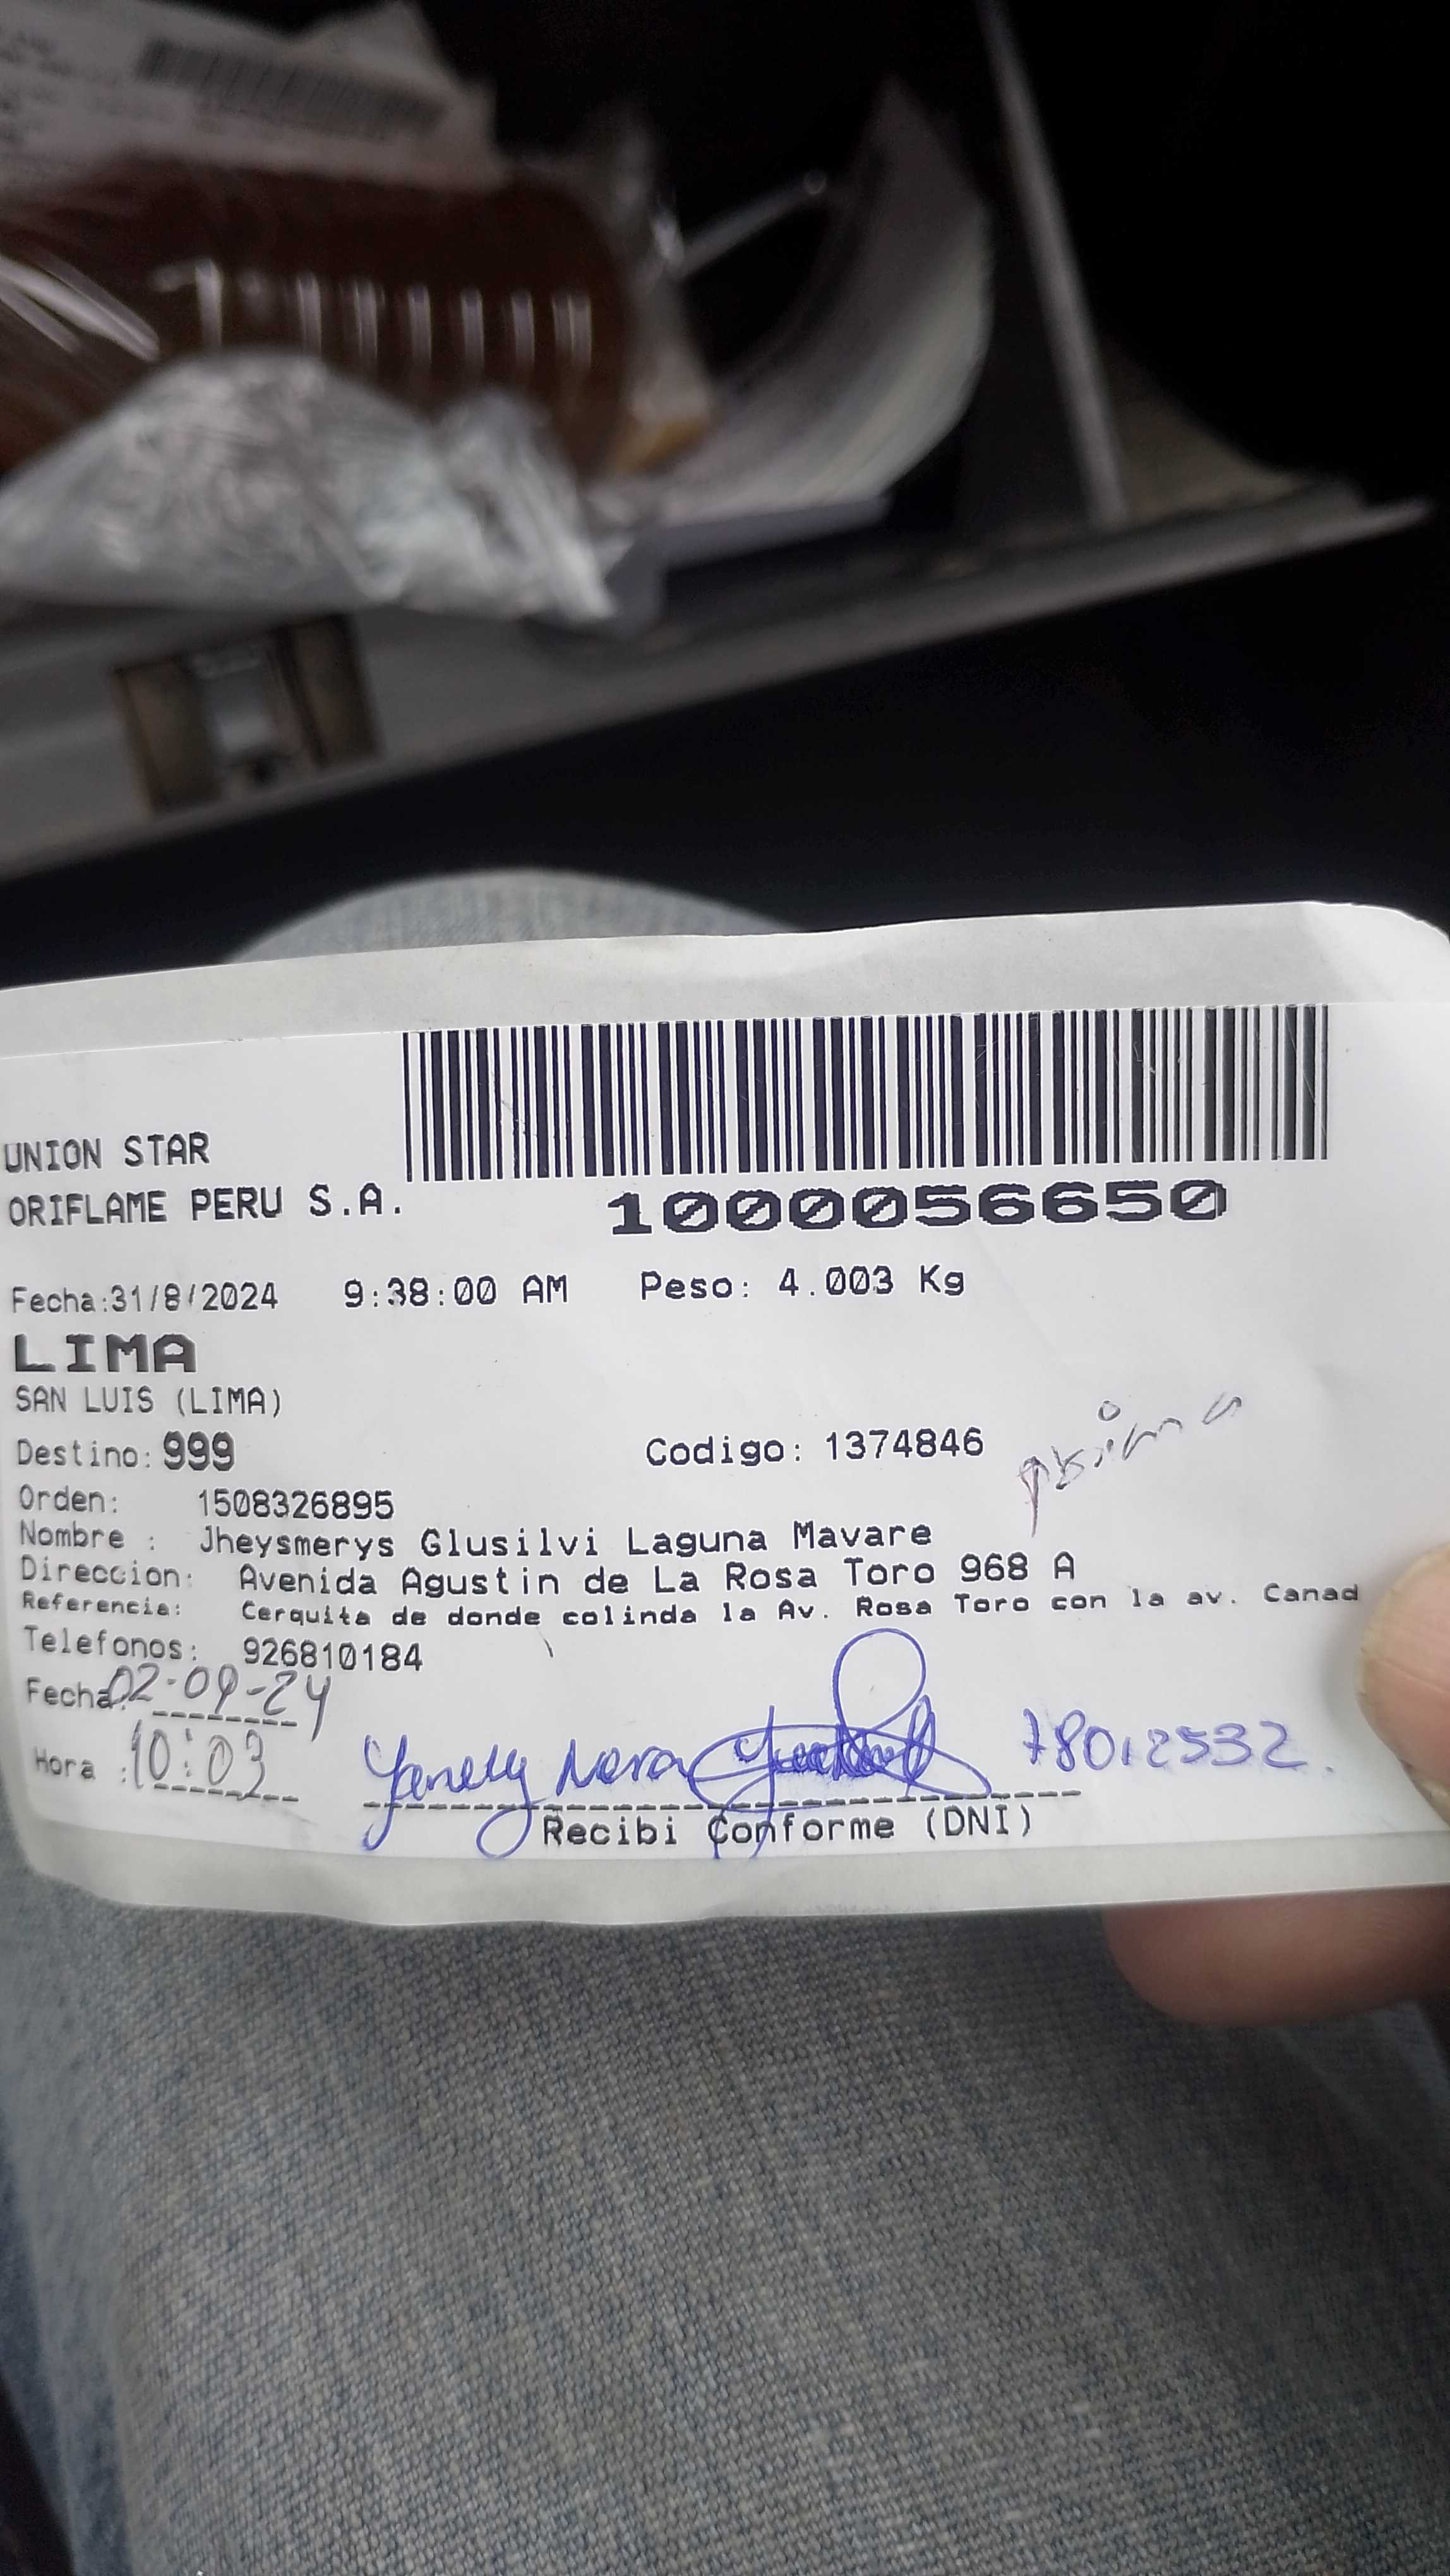 UNION STAR
ORIFLAME PERU S.A.
1000056650
Fecha:31/8/2024 9:38:00 AM Peso: 4.003 Kg
LIMA
SAN LUIS (LIMA)
Destino: 999 Codigo: 1374846
Orden: 1508326895
Nombre : Jheysmerys Glusilvi Laguna Mavare
Direccion: Avenida Agustin de La Rosa Toro 968 A
Referencia: Cerquita de donde colinda la Av. Rosa Toro con la av. Canad
Telefonos: 926810184
Fecha: 02-09-24
Hora : 10:03
Recibi Conforme (DNI)